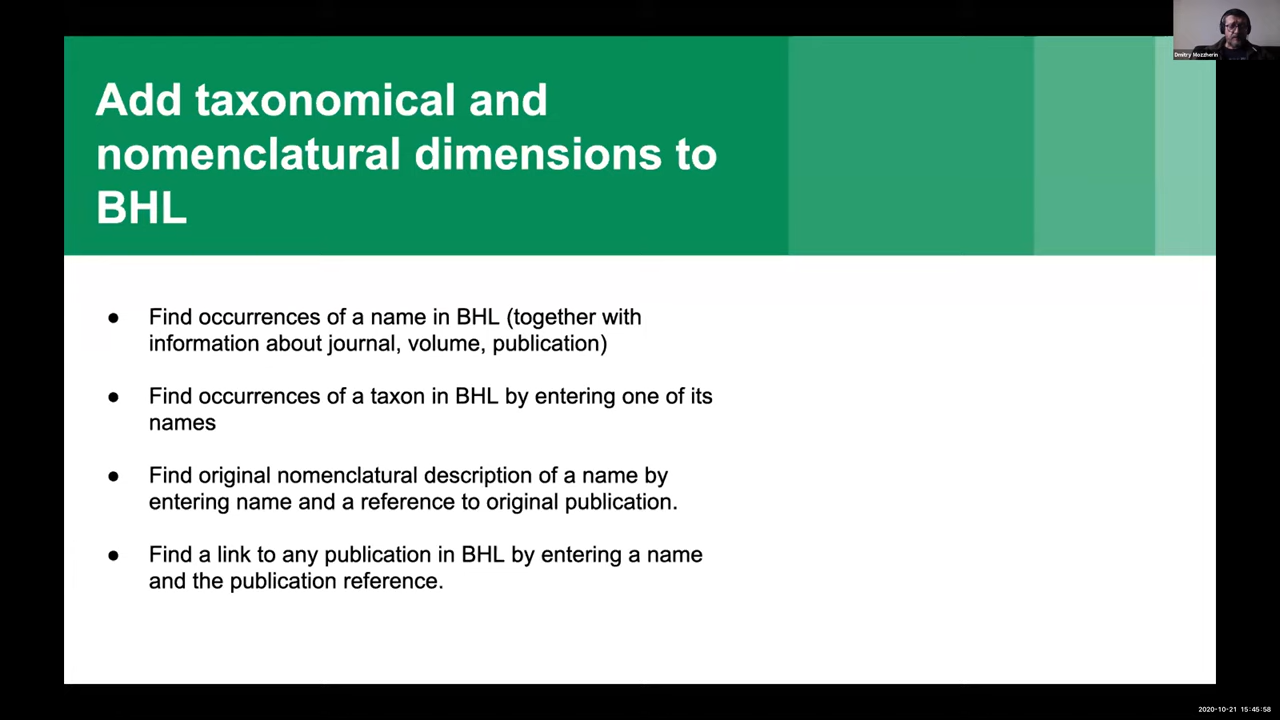 Dmitry Mozzherin
Add taxonomical and
nomenclatural dimensions to
BHL
● Find occurrences of a name in BHL (together with
information about journal, volume, publication)
● Find occurrences of a taxon in BHL by entering one of its
names
● Find original nomenclatural description of a name by
entering name and a reference to original publication.
● Find a link to any publication in BHL by entering a name
and the publication reference.
2020-10-21 15:45:58